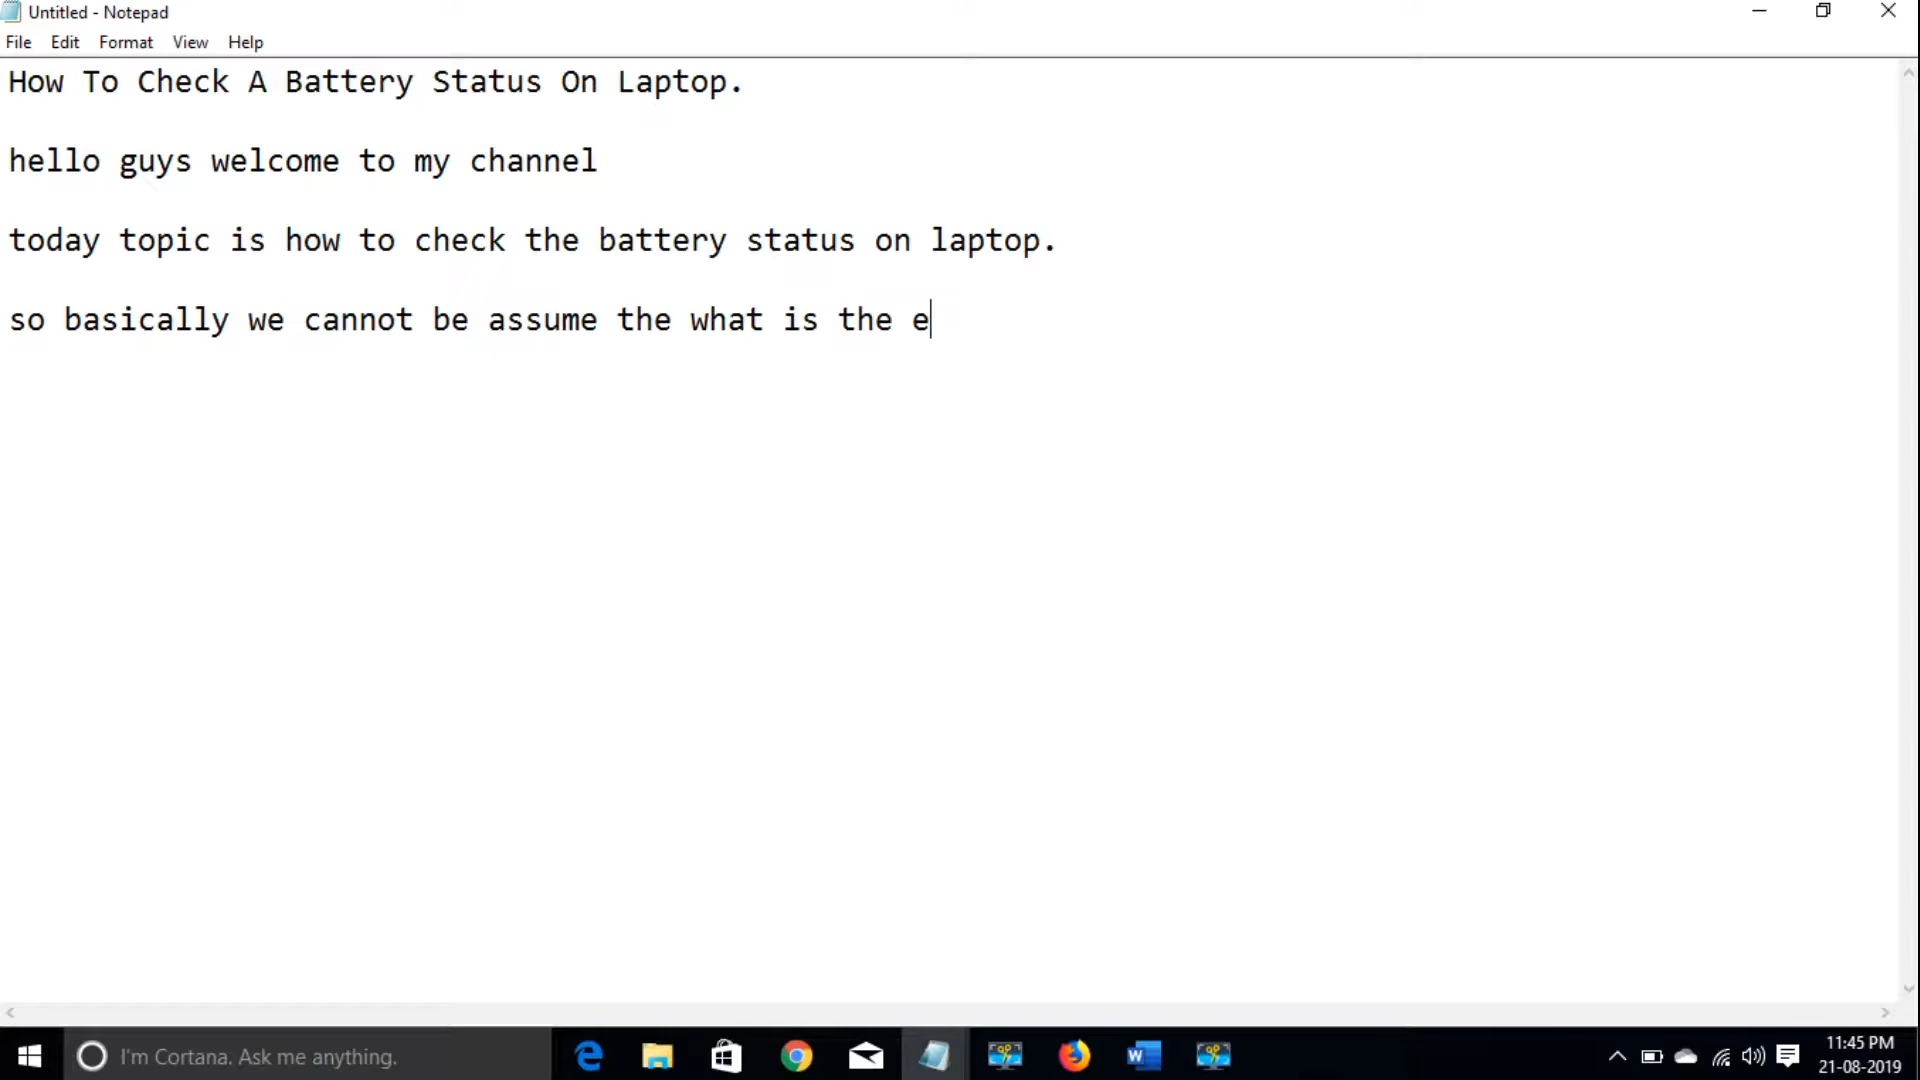 Untitled - Notepad
File Edit Format View Help
How To Check A Battery Status On Laptop.
hello guys welcome to my channel
today topic is how to check the battery status on laptop.
so basically we cannot be assume the what is the e
I'm Cortana. Ask me anything.
11:45 PM
21-08-2019